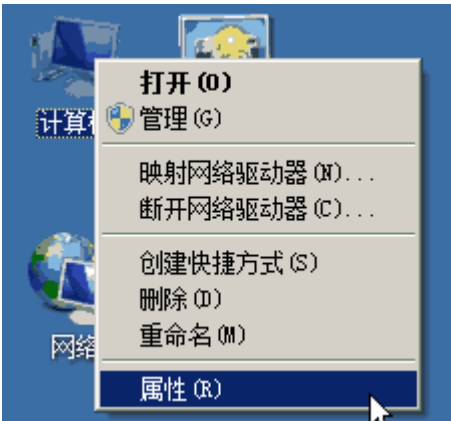 打开(O)
计算
管理(G)
映射网络驱动器(N)...
断开网络驱动器(C)...
创建快捷方式(S)
删除(D)
重命名(M)
网络
属性(R)